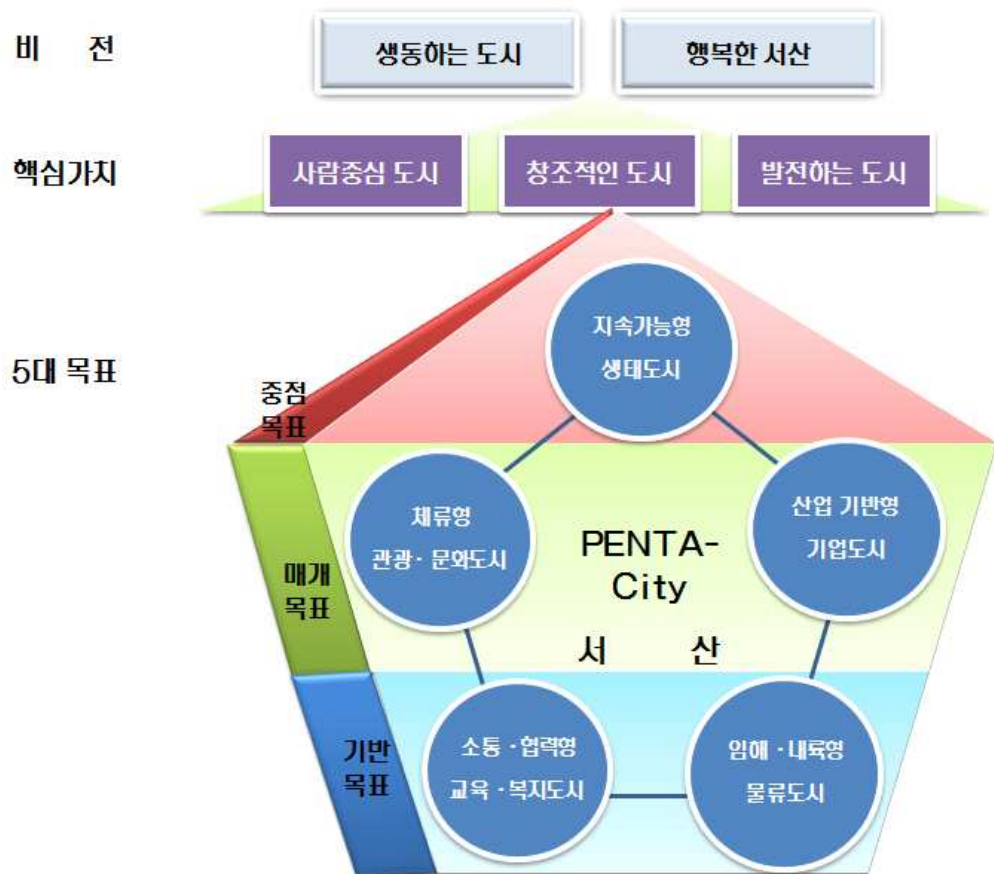 비 전
생동하는 도시
행복한 서산
핵심가치
사람중심 도시
창조적인 도시
발전하는 도시
5대 목표
중점
목표
지속가능형
생태도시
매개
목표
체류형
관광· 문화도시
PENTA-
City
서 산
산업 기반형
기업도시
기반
목표
소통 ·협력형
교육 ·복지도시
임해 ·내륙형
물류도시